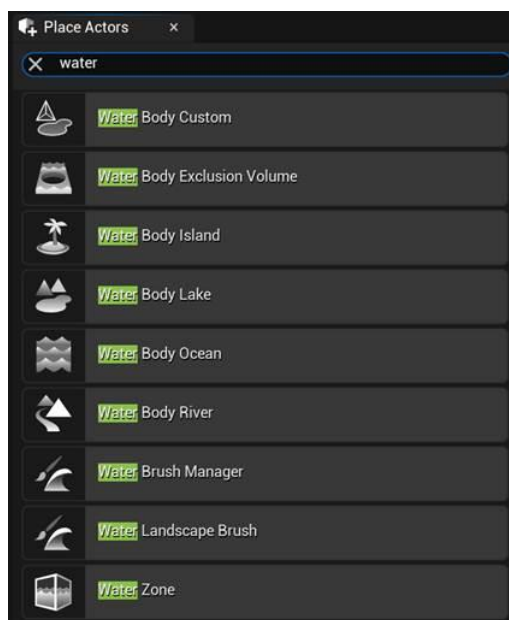 Place Actors
water
Water Body Custom
Water Body Exclusion Volume
Water Body Island
Water Body Lake
Water Body Ocean
Water Body River
Water Brush Manager
Water Landscape Brush
Water Zone